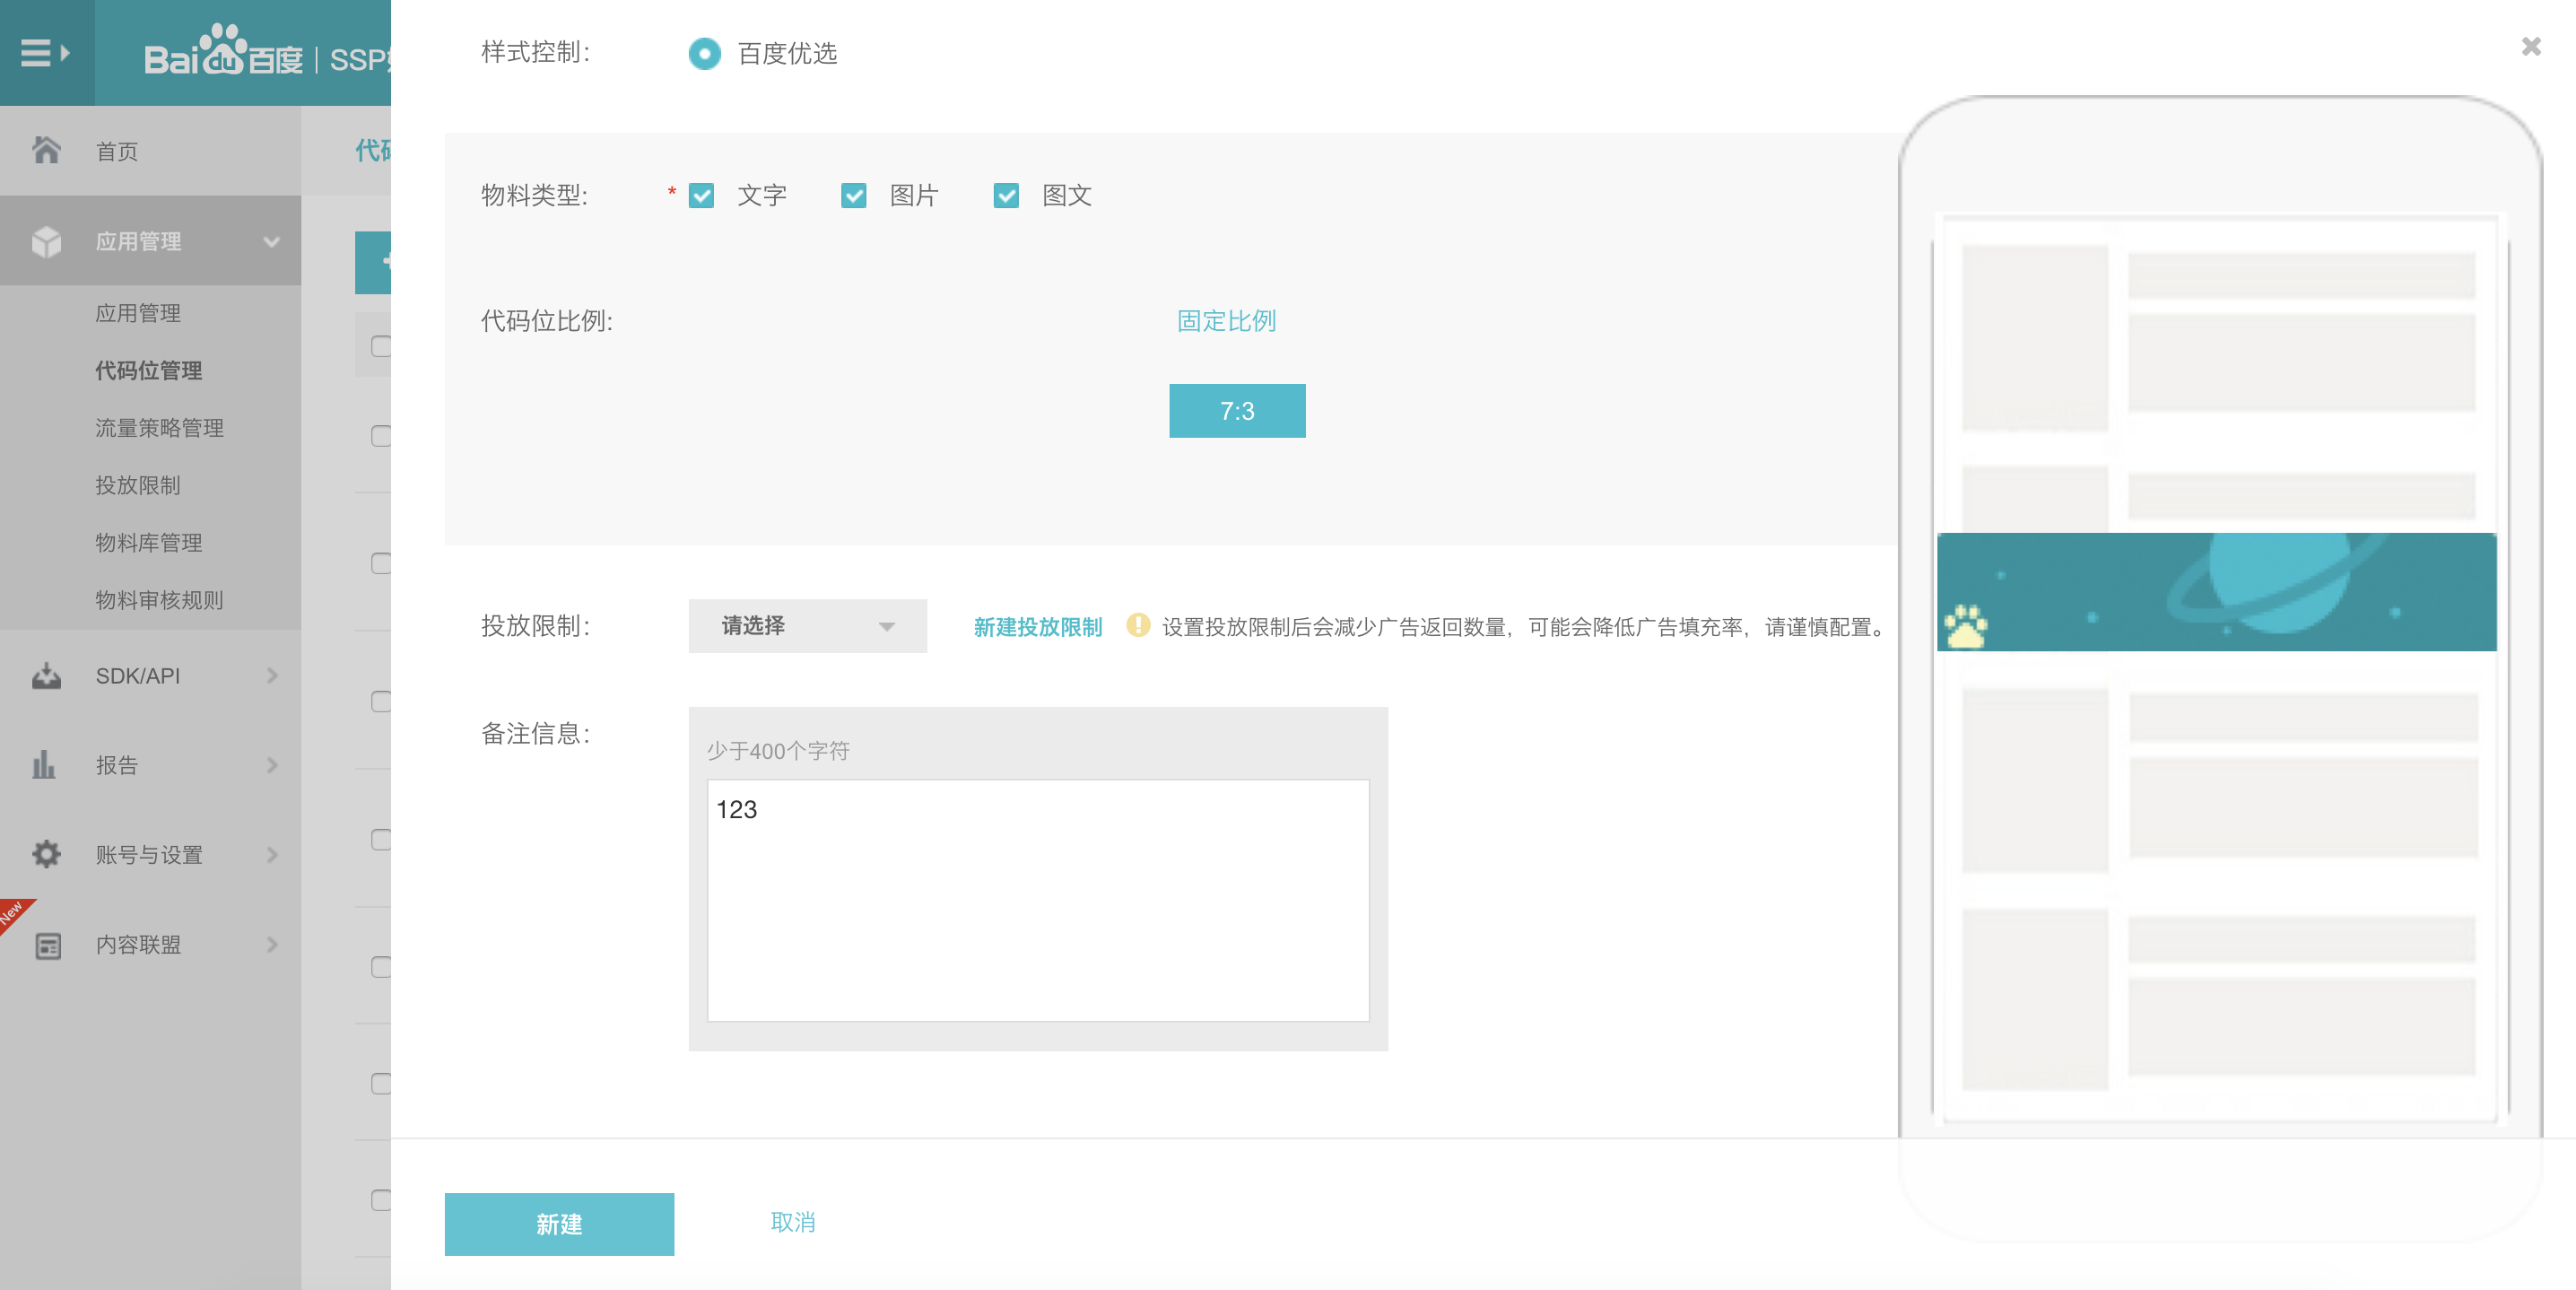 Baidu百度 | SSP
首页
应用管理
应用管理
代码位管理
流量策略管理
投放限制
物料库管理
物料审核规则
SDK/API
报告
账号与设置
New
内容联盟
样式控制:
百度优选
物料类型:
* 文字 图片 图文
代码位比例:
固定比例
7:3
投放限制:
请选择
新建投放限制
设置投放限制后会减少广告返回数量，可能会降低广告填充率，请谨慎配置。
备注信息:
少于400个字符
123
新建
取消